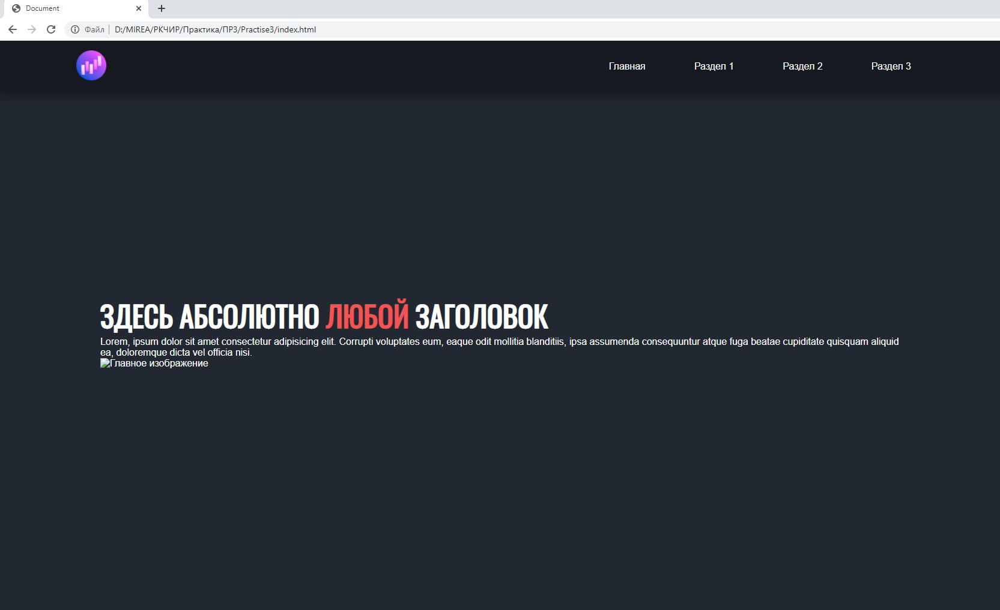 Document
Файл D:/MIREA/РКЧИР/Практика/ПР3/Practise3/index.html
Главная Раздел 1 Раздел 2 Раздел 3
ЗДЕСЬ АБСОЛЮТНО ЛЮБОЙ ЗАГОЛОВОК
Lorem, ipsum dolor sit amet consectetur adipisicing elit. Corrupti voluptates eum, eaque odit mollitia blanditiis, ipsa assumenda consequuntur atque fuga beatae cupiditate quisquam aliquid
ea, doloremque dicta vel officia nisi.
Главное изображение